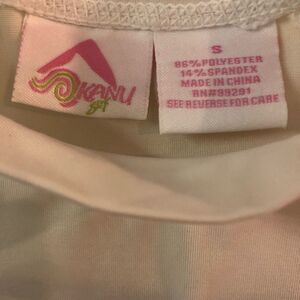 KANU
Surf
S
86% POLYESTER
14% SPANDEX
MADE IN CHINA
RN#99291
SEE REVERSE FOR CARE